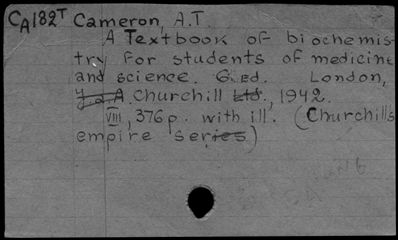 CA182T Cameron, A.T.
A Textbook of biochemis-
try for students of medicine
and science. 6.ed. London,
J.&A. Churchill Ltd., 1942.
VIII, 376p. with ill. (Churchill's
empire series)